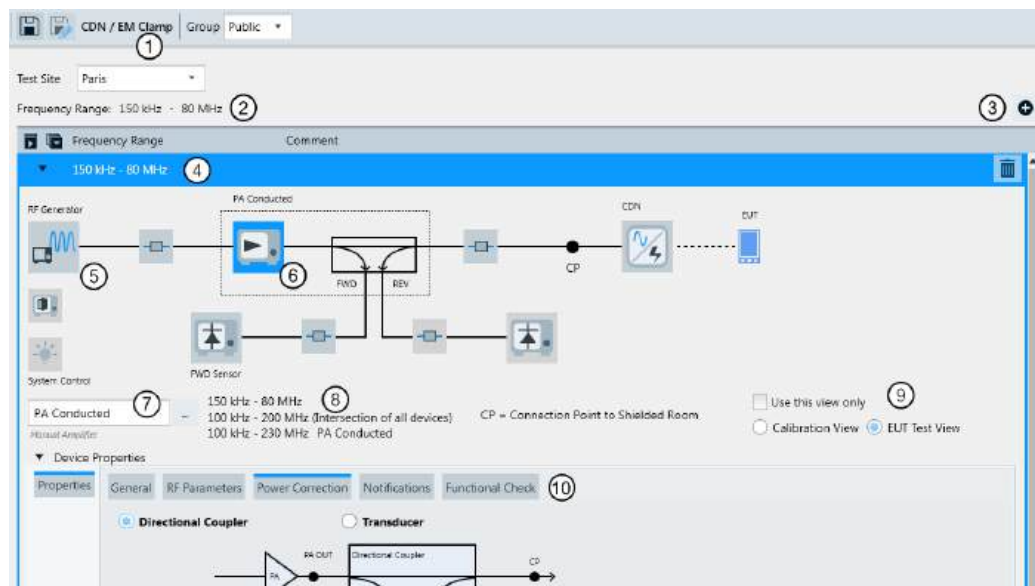 CDN / EM Clamp Group Public
1
Test Site Paris
Frequency Range: 150 kHz - 80 MHz 2
3
Frequency Range Comment
150 kHz - 80 MHz 4
RF Generator
PA Conducted
CDN
EUT
5
6
FWD REV
CP
System Control
FWD Sensor
PA Conducted 7
Manual Amplifier
150 kHz - 80 MHz 8
100 kHz - 200 MHz (Intersection of all devices)
100 kHz - 230 MHz PA Conducted
CP = Connection Point to Shielded Room
Use this view only 9
Calibration View EUT Test View
Device Properties
Properties General RF Parameters Power Correction Notifications Functional Check 10
Directional Coupler Transducer
PA
PA OUT
Directional Coupler
CP